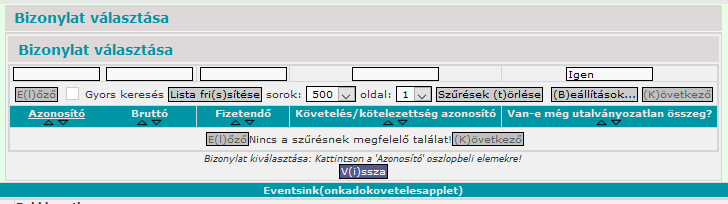 Bizonylat választása
Bizonylat választása
Igen
E(l)őző Gyors keresés Lista fri(s)sítése sorok: 500 oldal: 1 Szűrések (t)örlése (B)eállítások... (K)övetkező
Azonosító Bruttó Fizetendő Követelés/kötelezettség azonosító Van-e még utalványozatlan összeg?
E(l)őző Nincs a szűrésnek megfelelő találat! (K)övetkező
Bizonylat kiválasztása: Kattintson a 'Azonosító' oszlopbeli elemekre!
V(i)ssza
Eventsink(onkadokovetelesapplet)